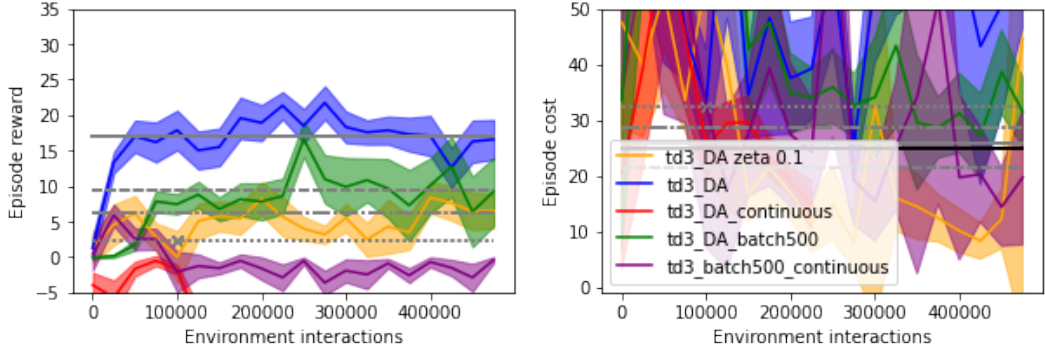 35
30
25
20
15
10
5
0
−5
Episode reward
0 100000 200000 300000 400000
Environment interactions
50
40
30
20
10
0
Episode cost
td3_DA zeta 0.1
td3_DA
td3_DA_continuous
td3_DA_batch500
td3_batch500_continuous
0 100000 200000 300000 400000
Environment interactions